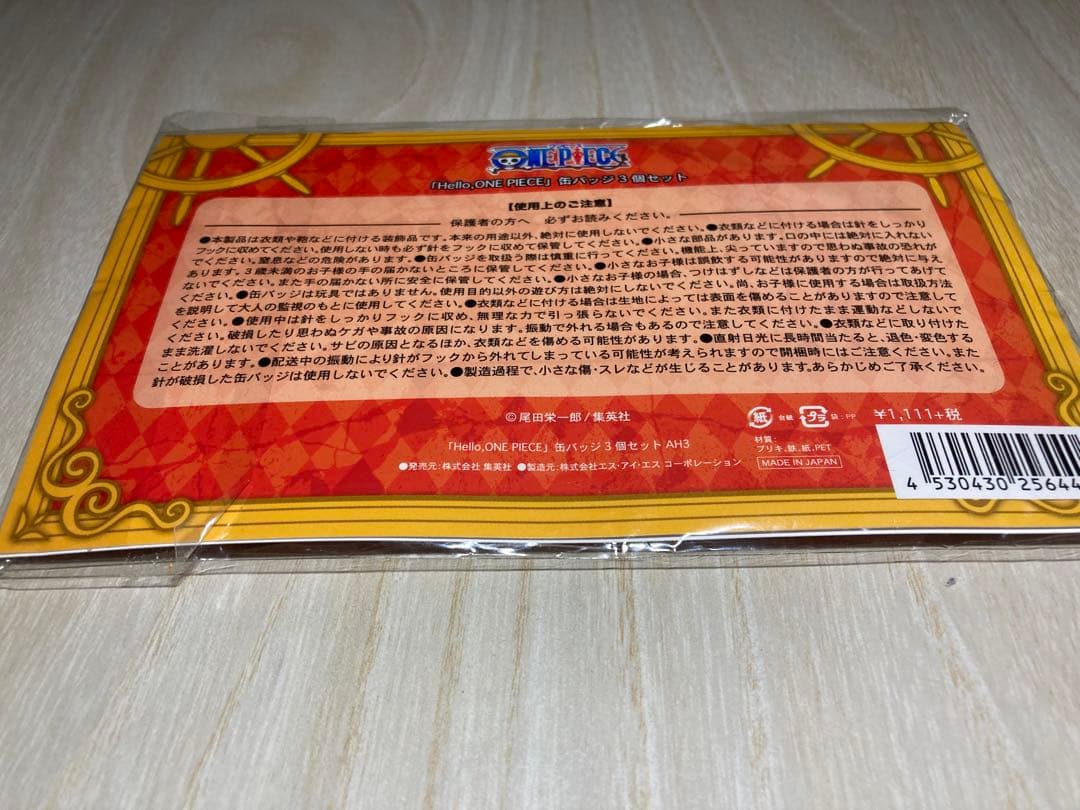 ONE PIECE
「Hello,ONE PIECE」缶バッジ3個セット
【使用上のご注意】
保護者の方へ 必ずお読みください。
●本製品は衣類や鞄などに付ける装飾品です。本来の用途以外、絶対に使用しないでください。●衣類などに付ける場合は針をしっかり
フックに収めてください。使用しない時も必ず針をフックに収めて保管してください。●小さな部品があります。口の中には絶対に入れない
でください。窒息などの危険があります。●缶バッジを取扱う際は慎重に行ってください。機能上、尖っていますので思わぬ事故の恐れが
あります。3歳未満のお子様の手の届かないところに保管してください。●小さなお子様は誤飲する可能性がありますので絶対に与え
ないでください。また手の届かない所に安全に保管してください。●小さなお子様の場合、つけはずしなどは保護者の方が行ってあげて
ください。●缶バッジは玩具ではありません。使用目的以外の遊び方は絶対にしないでください。尚、お子様に使用する場合は取扱方法
を説明して大人の監視のもとに使用してください。●衣類などに付ける場合は生地によっては表面を傷めることがありますので注意して
ください。●使用中は針をしっかりフックに収め、無理な力で引っ張らないでください。また衣類に付けたまま運動などしないで
ください。破損したり思わぬケガや事故の原因になります。振動で外れる場合もあるので注意してください。●衣類などに取り付けた
まま洗濯しないでください。サビの原因となるほか、衣類などを傷める可能性があります。●直射日光に長時間当たると、退色・変色する
ことがあります。●配送中の振動により針がフックから外れてしまっている可能性が考えられますので開梱時にはご注意ください。また
針が破損した缶バッジは使用しないでください。●製造過程で、小さな傷・スレなどが生じることがあります。あらかじめご了承ください。
©尾田栄一郎/集英社
紙 台紙 プラ 袋:PP ¥1,111+税
「Hello,ONE PIECE」缶バッジ3個セット AH3
材質:
ブリキ,鉄,紙,PET
●発売元:株式会社 集英社 ●製造元:株式会社エス・アイ・エス コーポレーション
MADE IN JAPAN
4 530430 25644